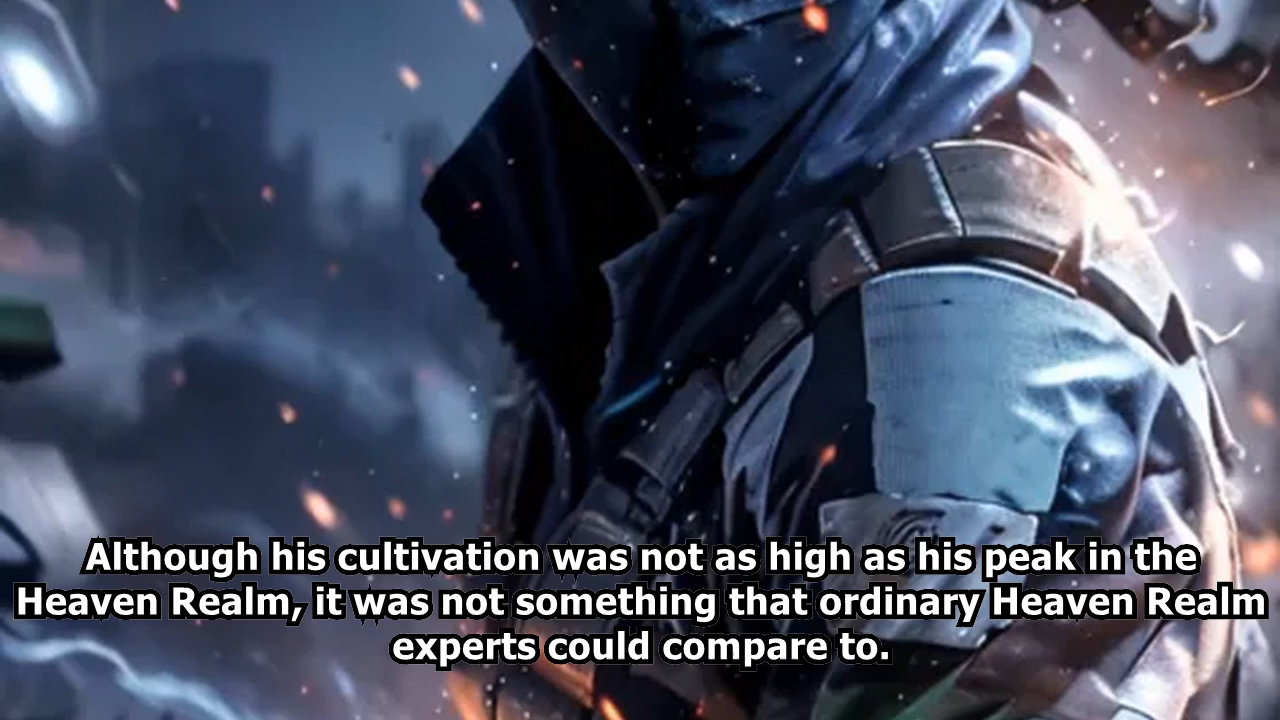 Although his cultivation was not as high as his peak in the
Heaven Realm, it was not something that ordinary Heaven Realm
experts could compare to.